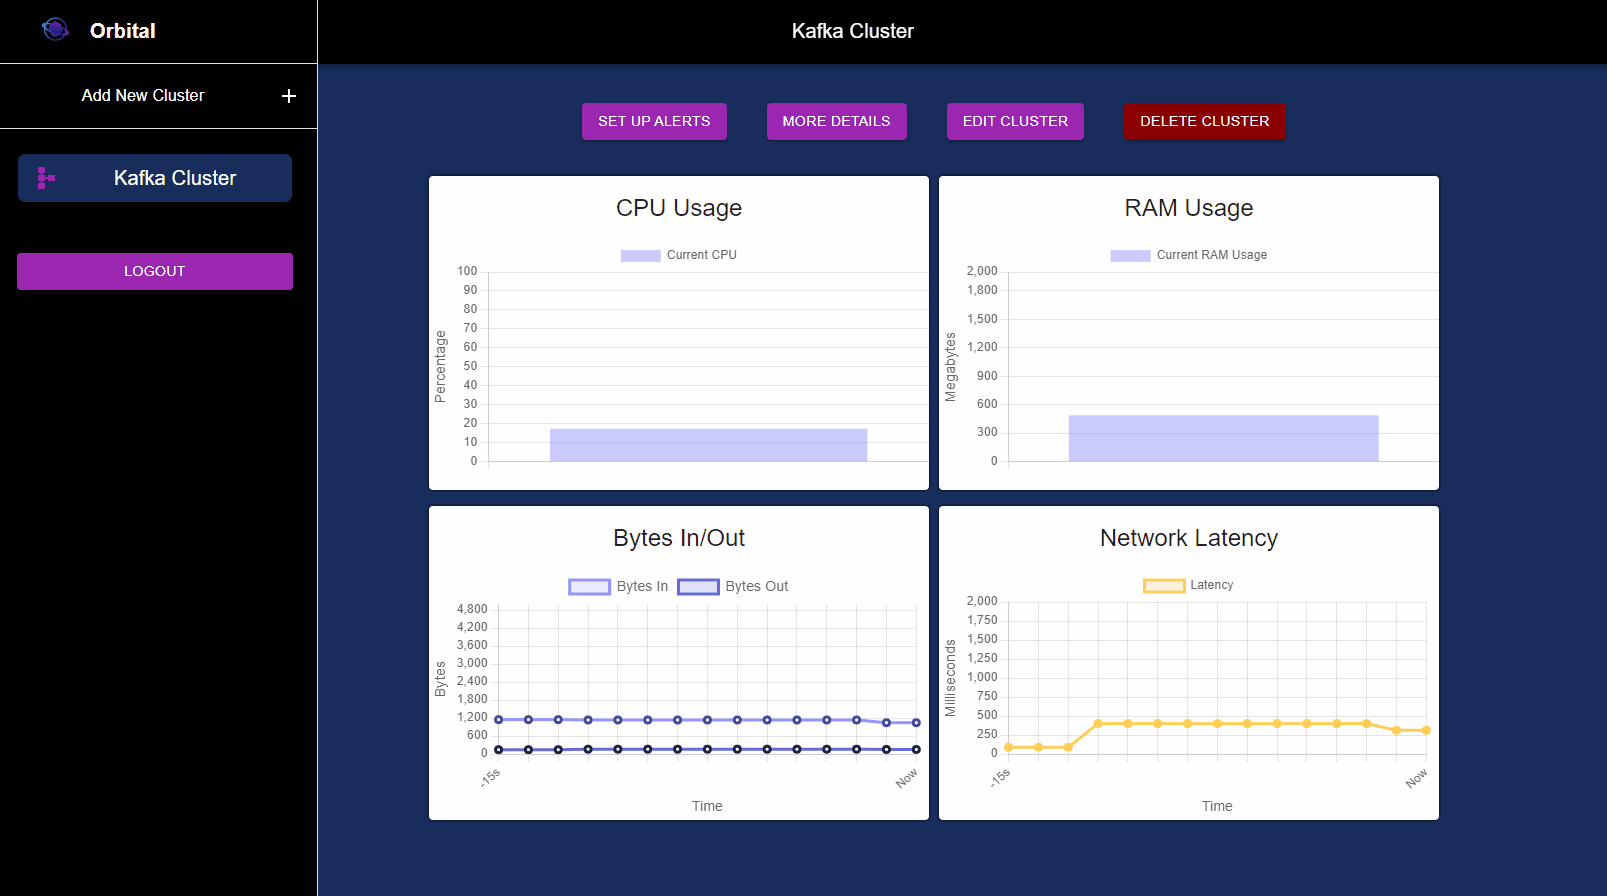 Orbital
Kafka Cluster
Add New Cluster
Kafka Cluster
LOGOUT
SET UP ALERTS
MORE DETAILS
EDIT CLUSTER
DELETE CLUSTER
CPU Usage
Current CPU
Percentage
100
90
80
70
60
50
40
30
20
10
0
RAM Usage
Current RAM Usage
Megabytes
2,000
1,800
1,500
1,200
900
600
300
0
Bytes In/Out
Bytes In
Bytes Out
Bytes
4,800
4,200
3,600
3,000
2,400
1,800
1,200
600
0
-15s
Now
Time
Network Latency
Latency
Milliseconds
2,000
1,750
1,500
1,250
1,000
750
500
250
0
-15s
Now
Time